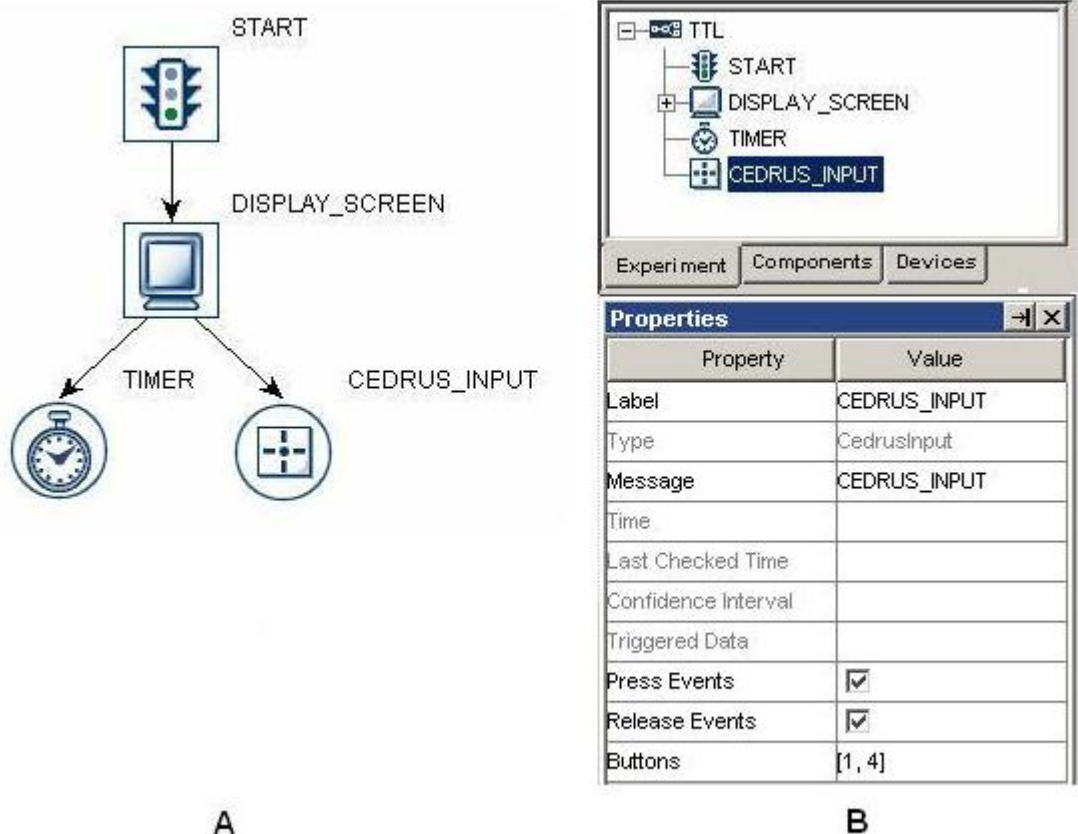 START
DISPLAY_SCREEN
TIMER
CEDRUS_INPUT
A
TTL
START
DISPLAY_SCREEN
TIMER
CEDRUS_INPUT
Experiment Components Devices
Properties
Property Value
Label CEDRUS_INPUT
Type CedrusInput
Message CEDRUS_INPUT
Time
Last Checked Time
Confidence Interval
Triggered Data
Press Events
Release Events
Buttons [1, 4]
B